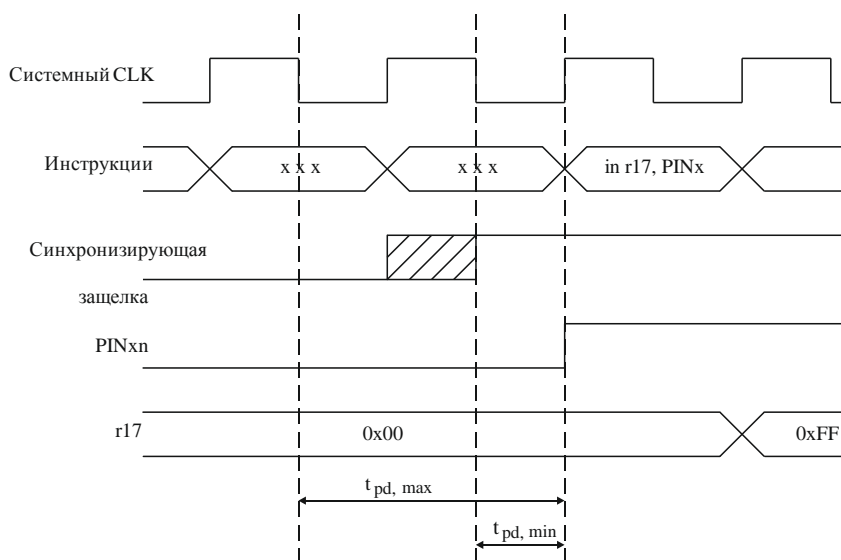 Системный CLK
Инструкции
x x x
x x x
in r17, PINx
Синхронизирующая
защелка
PINxn
r17
0x00
0xFF
t pd, max
t pd, min